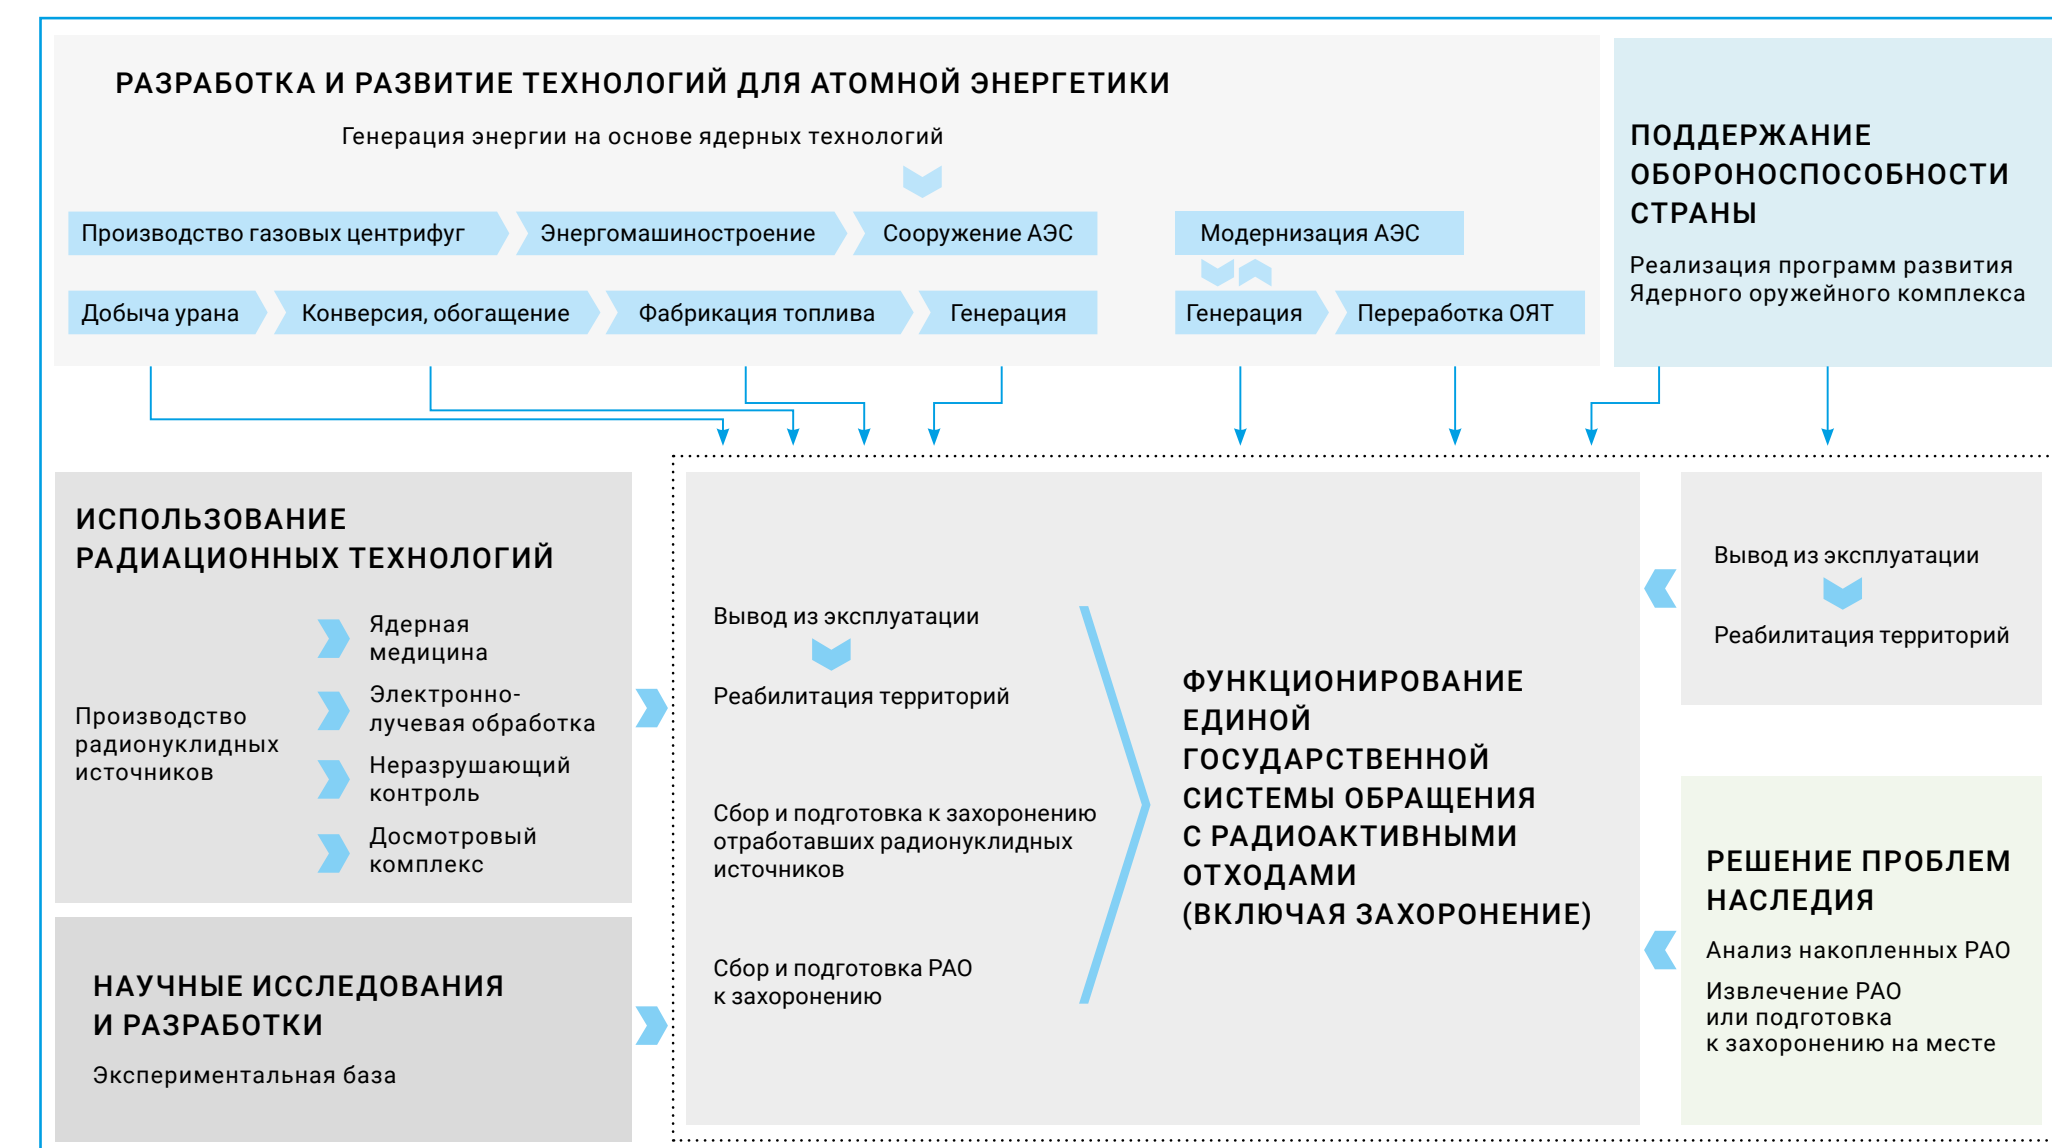 РАЗРАБОТКА И РАЗВИТИЕ ТЕХНОЛОГИЙ ДЛЯ АТОМНОЙ ЭНЕРГЕТИКИ
Генерация энергии на основе ядерных технологий
Производство газовых центрифуг
Энергомашиностроение
Сооружение АЭС
Модернизация АЭС
Добыча урана
Конверсия, обогащение
Фабрикация топлива
Генерация
Генерация
Переработка ОЯТ
ПОДДЕРЖАНИЕ
ОБОРОНОСПОСОБНОСТИ
СТРАНЫ
Реализация программ развития
Ядерного оружейного комплекса
ИСПОЛЬЗОВАНИЕ
РАДИАЦИОННЫХ ТЕХНОЛОГИЙ
Производство
радионуклидных
источников
Ядерная
медицина
Электронно-
лучевая обработка
Неразрушающий
контроль
Досмотровый
комплекс
НАУЧНЫЕ ИССЛЕДОВАНИЯ
И РАЗРАБОТКИ
Экспериментальная база
Вывод из эксплуатации
Реабилитация территорий
Сбор и подготовка к захоронению
отработавших радионуклидных
источников
Сбор и подготовка РАО
к захоронению
ФУНКЦИОНИРОВАНИЕ
ЕДИНОЙ
ГОСУДАРСТВЕННОЙ
СИСТЕМЫ ОБРАЩЕНИЯ
С РАДИОАКТИВНЫМИ
ОТХОДАМИ
(ВКЛЮЧАЯ ЗАХОРОНЕНИЕ)
Вывод из эксплуатации
Реабилитация территорий
РЕШЕНИЕ ПРОБЛЕМ
НАСЛЕДИЯ
Анализ накопленных РАО
Извлечение РАО
или подготовка
к захоронению на месте